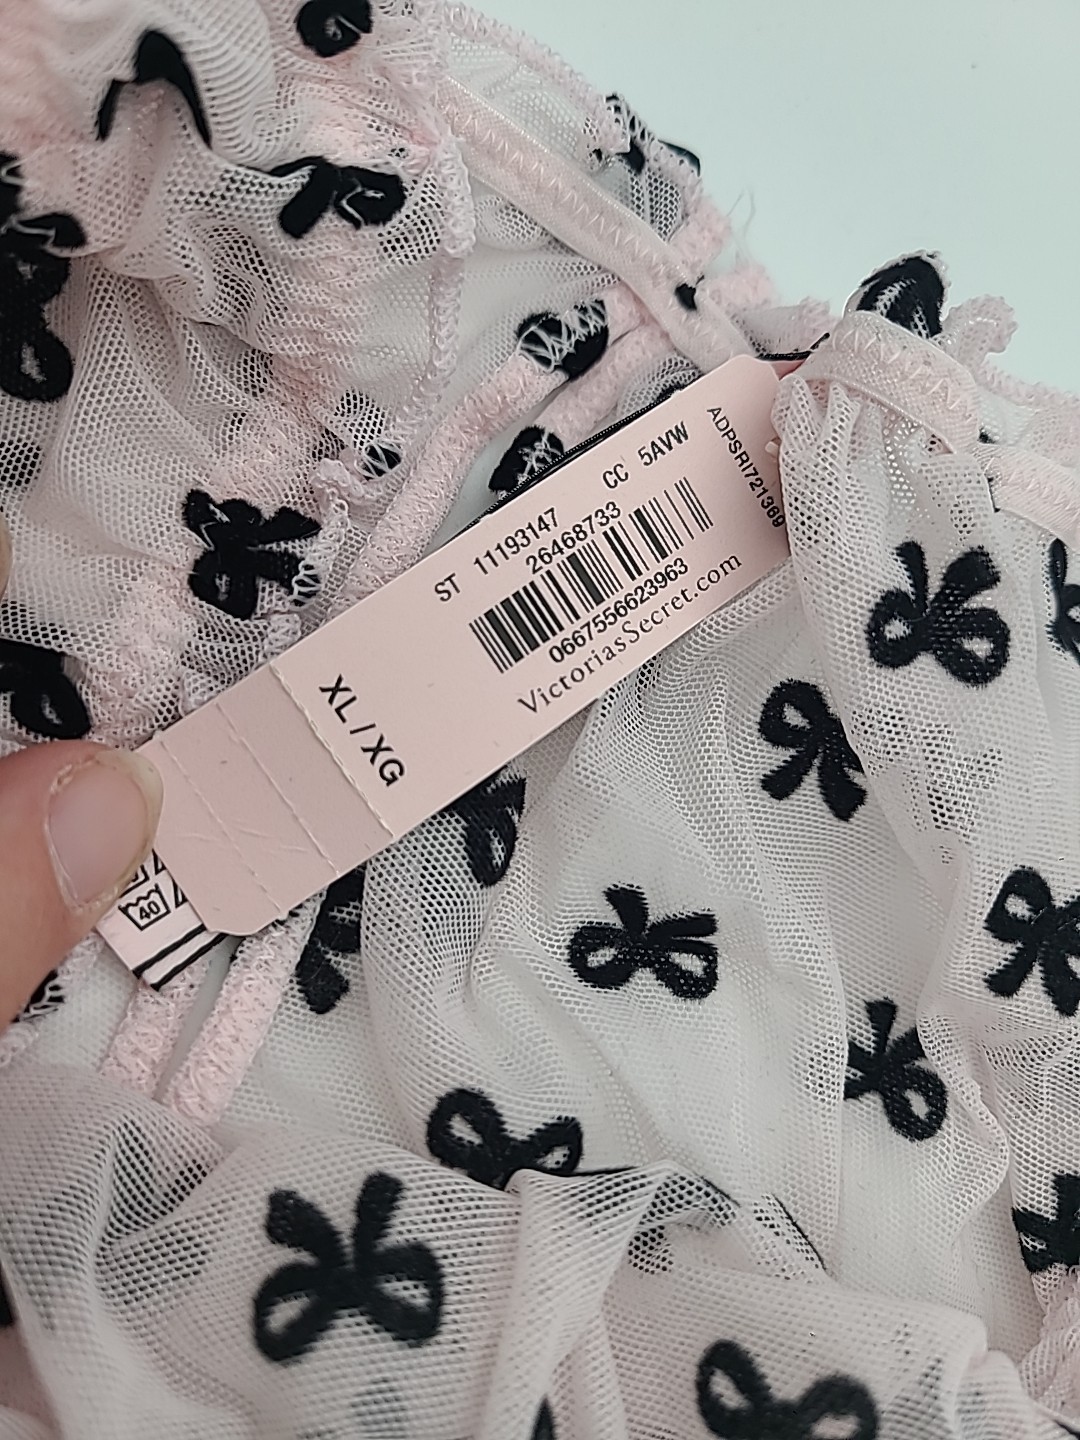 ADPSRI721369
ST 11193147 CC 5AVW
26468733
0667556623963
VictoriasSecret.com
XL / XG
40